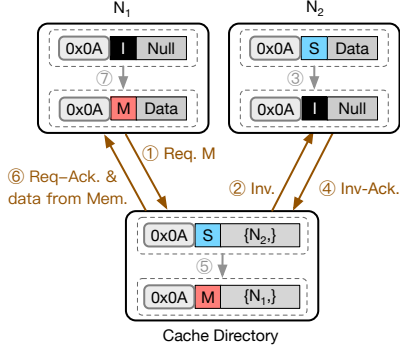 N₁ N₂
0x0A I Null 0x0A S Data
⑦ ③
0x0A M Data 0x0A I Null
① Req. M
⑥ Req-Ack. & ② Inv. ④ Inv-Ack.
data from Mem.
0x0A S {N₂,}
⑤
0x0A M {N₁,}
Cache Directory